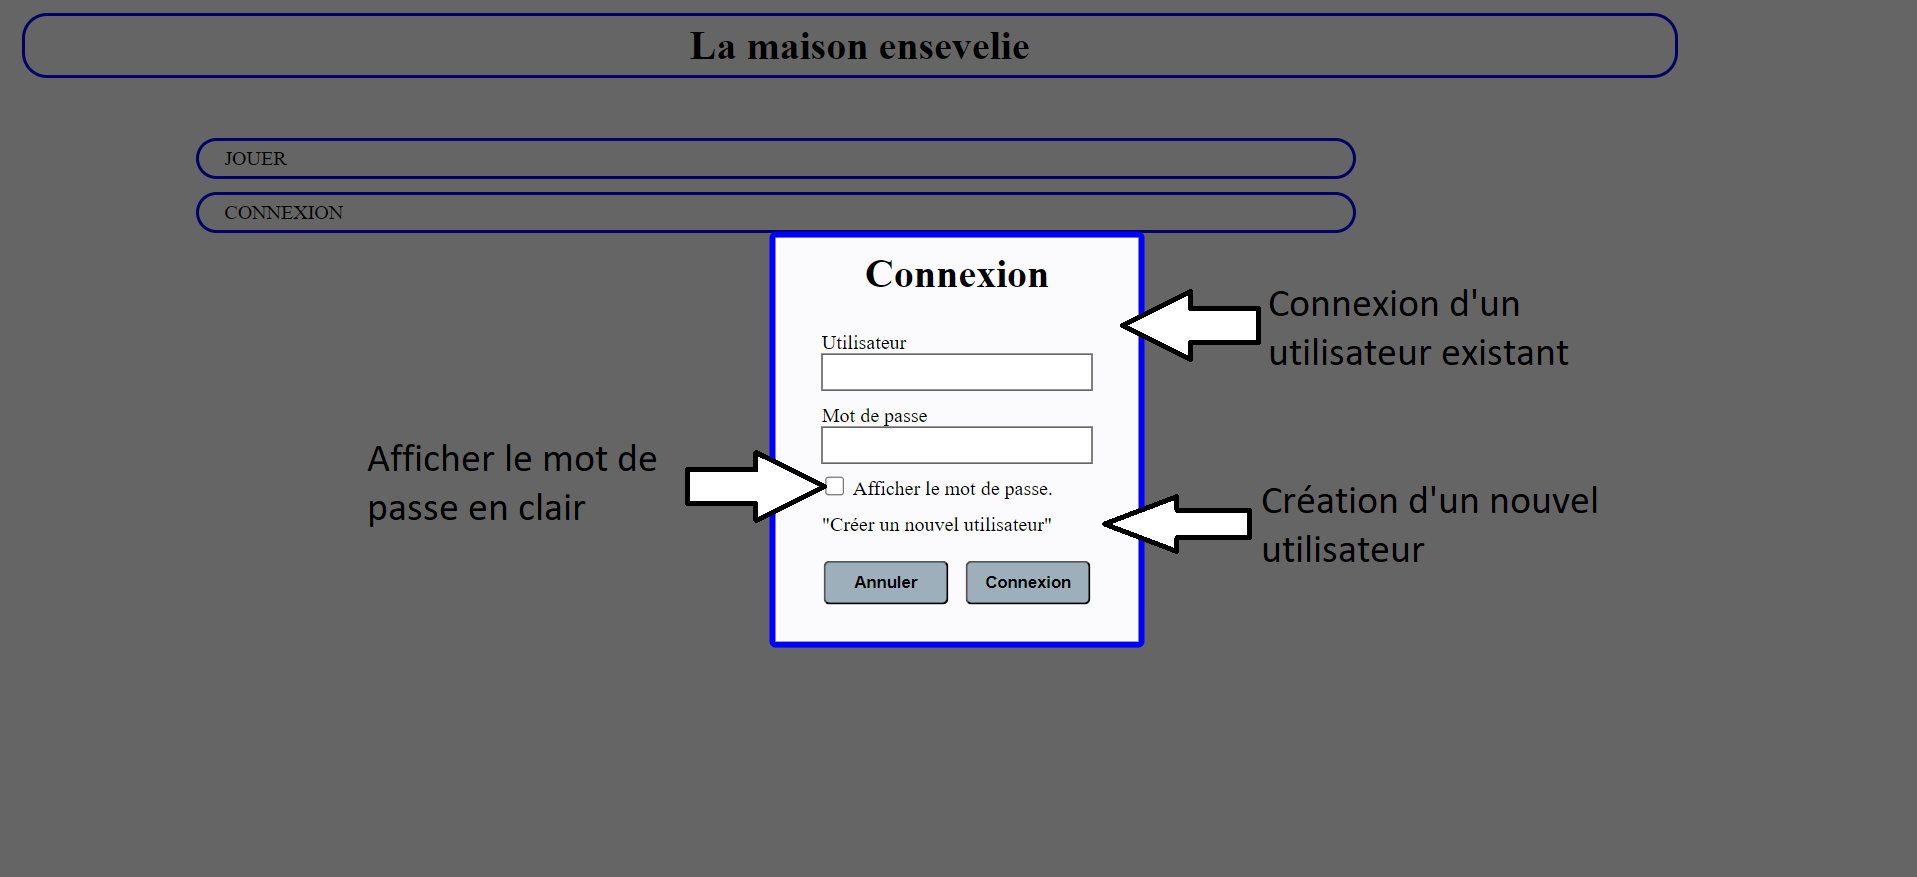 La maison ensevelie
JOUER
CONNEXION
Connexion
Connexion d'un
utilisateur existant
Utilisateur
Mot de passe
Afficher le mot de
passe en clair
Afficher le mot de passe.
"Créer un nouvel utilisateur"
Création d'un nouvel
utilisateur
Annuler
Connexion